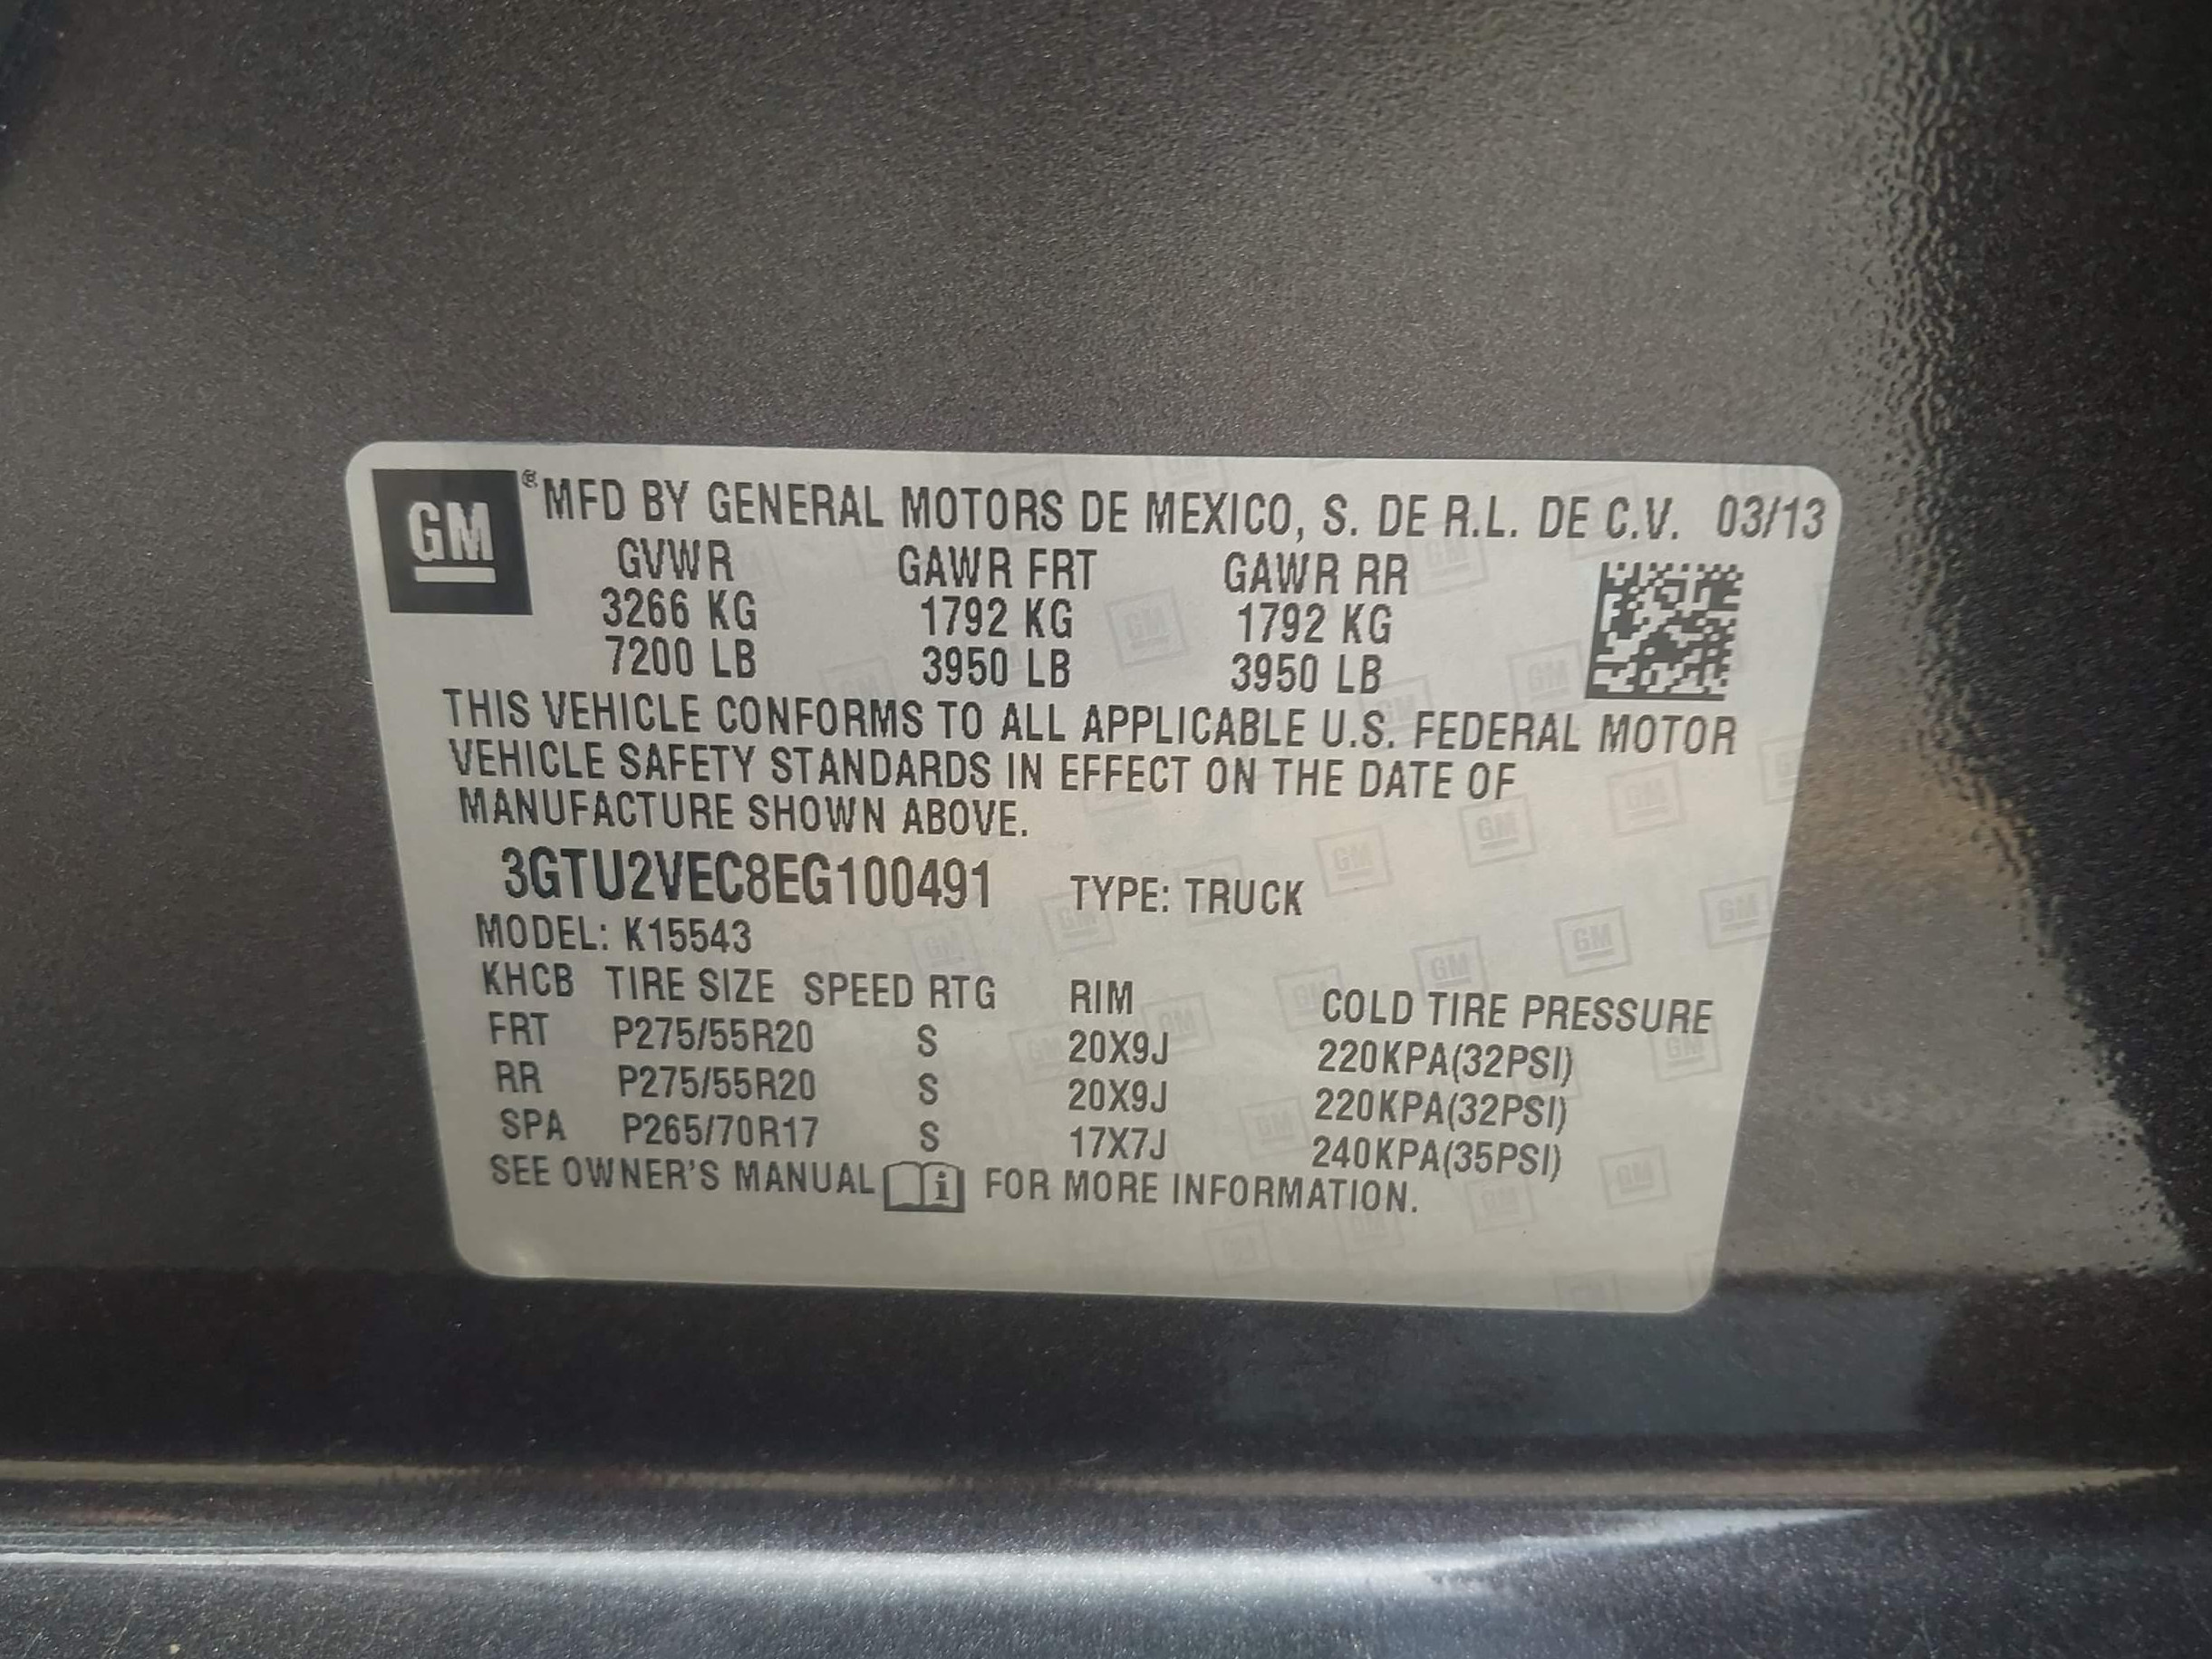 GM ® MFD BY GENERAL MOTORS DE MEXICO, S. DE R.L. DE C.V. 03/13
GVWR GAWR FRT GAWR RR
3266 KG 1792 KG 1792 KG
7200 LB 3950 LB 3950 LB
THIS VEHICLE CONFORMS TO ALL APPLICABLE U.S. FEDERAL MOTOR
VEHICLE SAFETY STANDARDS IN EFFECT ON THE DATE OF
MANUFACTURE SHOWN ABOVE.
3GTU2VEC8EG100491 TYPE: TRUCK
MODEL: K15543
KHCB TIRE SIZE SPEED RTG RIM COLD TIRE PRESSURE
FRT P275/55R20 S 20X9J 220KPA(32PSI)
RR P275/55R20 S 20X9J 220KPA(32PSI)
SPA P265/70R17 S 17X7J 240KPA(35PSI)
SEE OWNER'S MANUAL i FOR MORE INFORMATION.